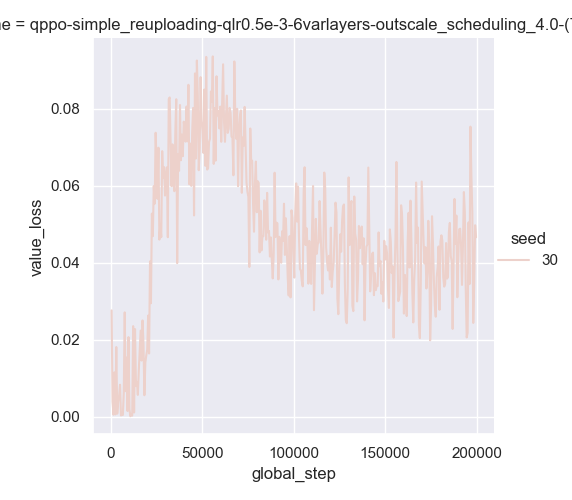 ne = qppo-simple_reuploading-qlr0.5e-3-6varlayers-outscale_scheduling_4.0-(
0.08
0.06
0.04
0.02
0.00
value_loss
0
50000
100000
150000
200000
global_step
seed
30